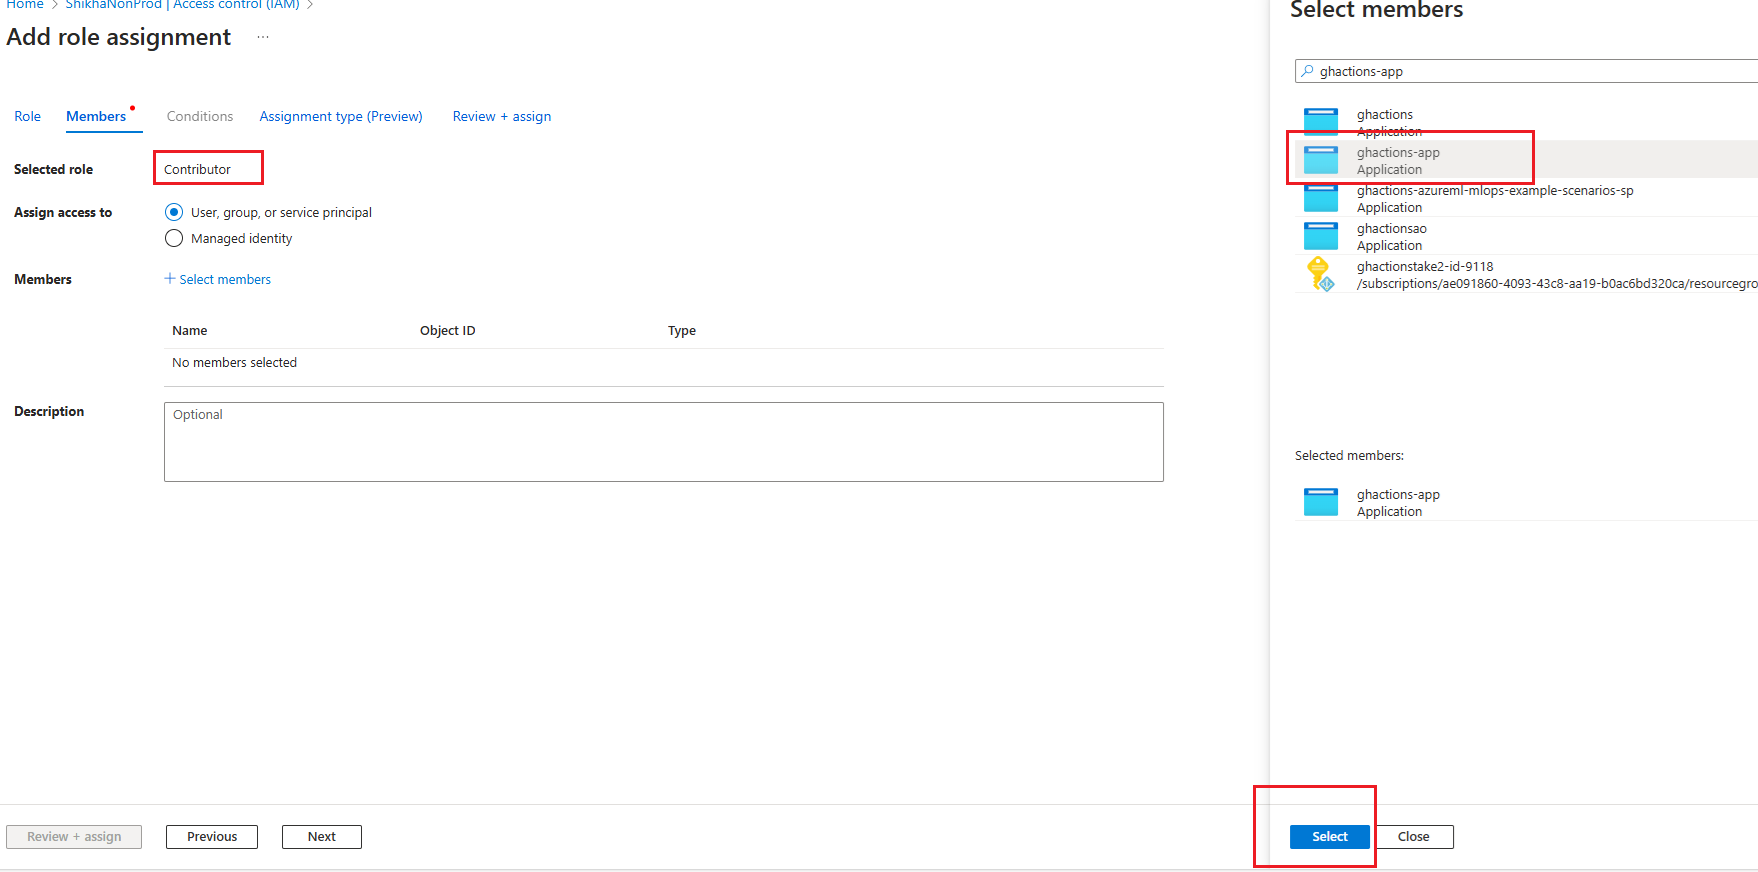 Home > ShikhaNonProd | Access control (IAM) >
Add role assignment ...
Role Members Conditions Assignment type (Preview) Review + assign
Selected role Contributor
Assign access to User, group, or service principal
Managed identity
Members + Select members
Name Object ID Type
No members selected
Description Optional
Review + assign Previous Next
Select members
ghactions-app
ghactions
Application
ghactions-app
Application
ghactions-azureml-mlops-example-scenarios-sp
Application
ghactionsao
Application
ghactionstake2-id-9118
/subscriptions/ae091860-4093-43c8-aa19-b0ac6bd320ca/resourcegro
Selected members:
ghactions-app
Application
Select Close